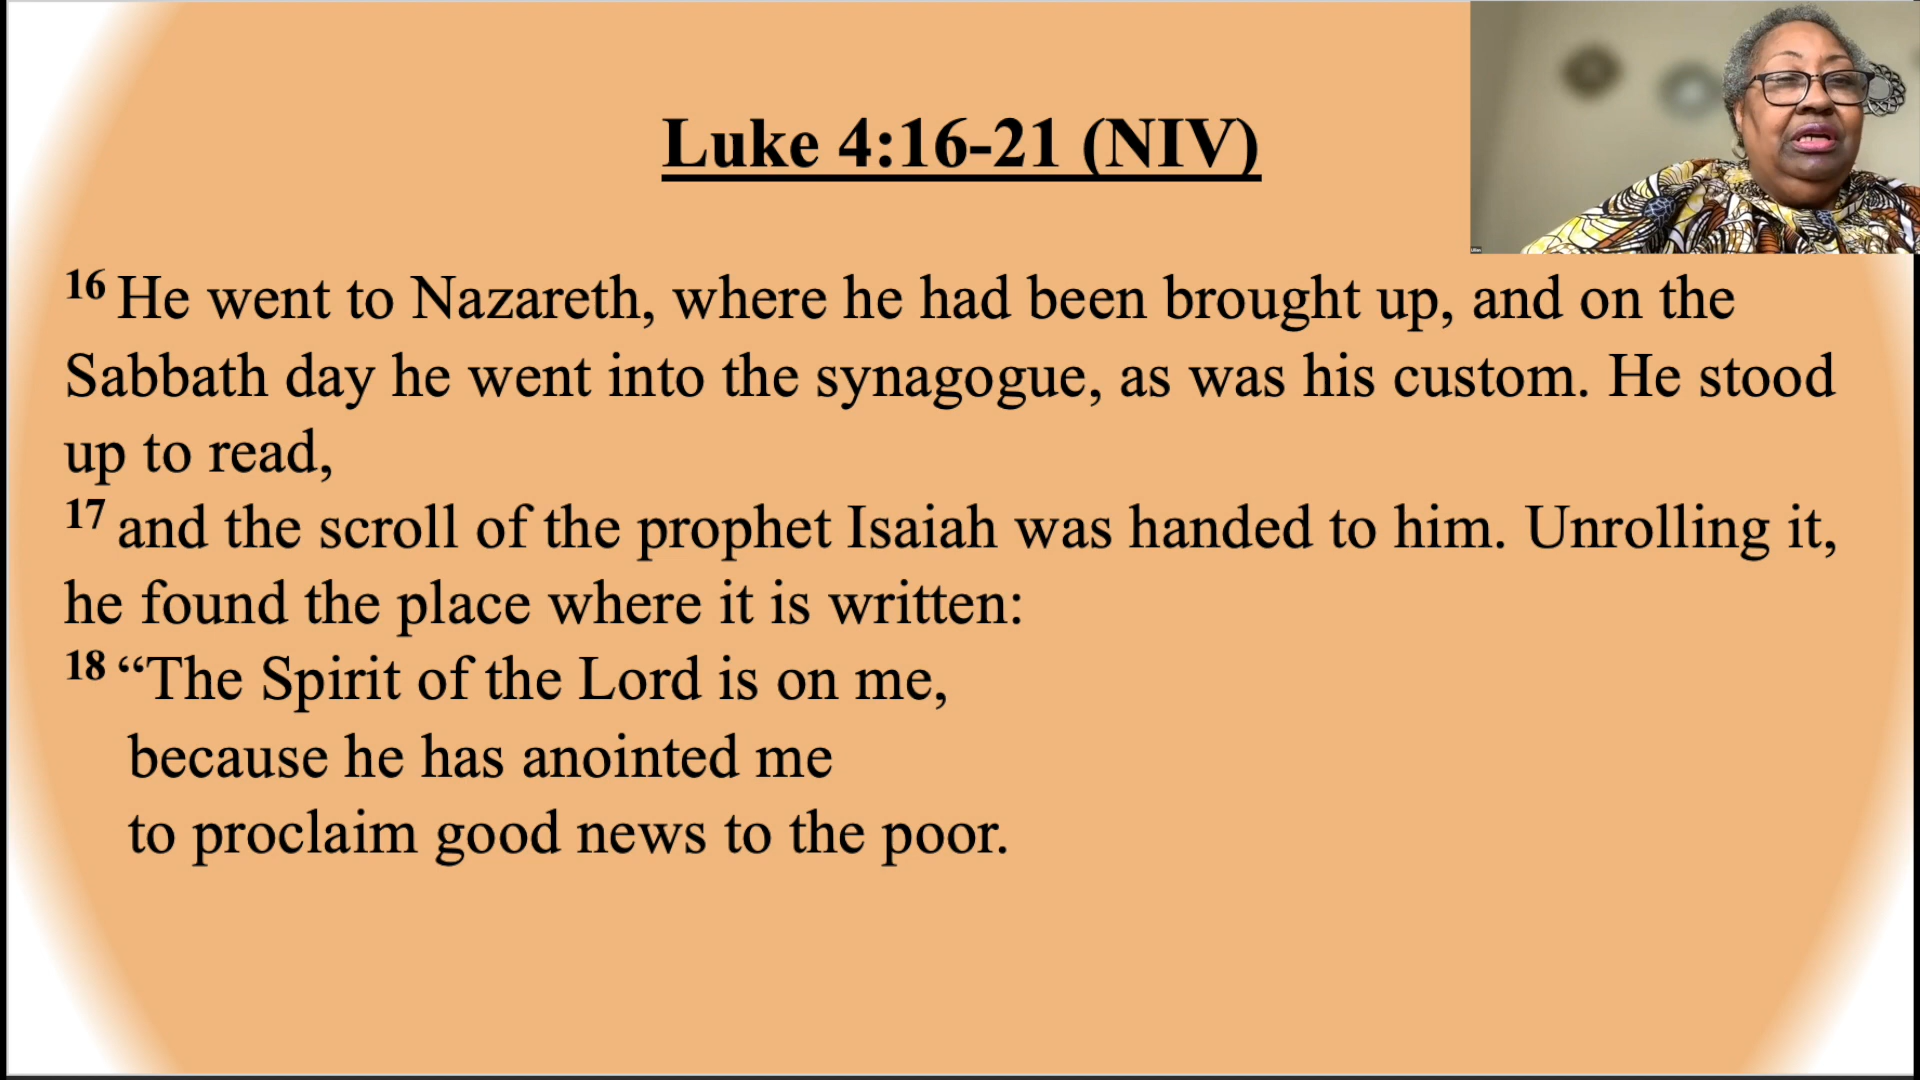 Luke 4:16-21 (NIV)
16 He went to Nazareth, where he had been brought up, and on the
Sabbath day he went into the synagogue, as was his custom. He stood
up to read,
17 and the scroll of the prophet Isaiah was handed to him. Unrolling it,
he found the place where it is written:
18 “The Spirit of the Lord is on me,
because he has anointed me
to proclaim good news to the poor.